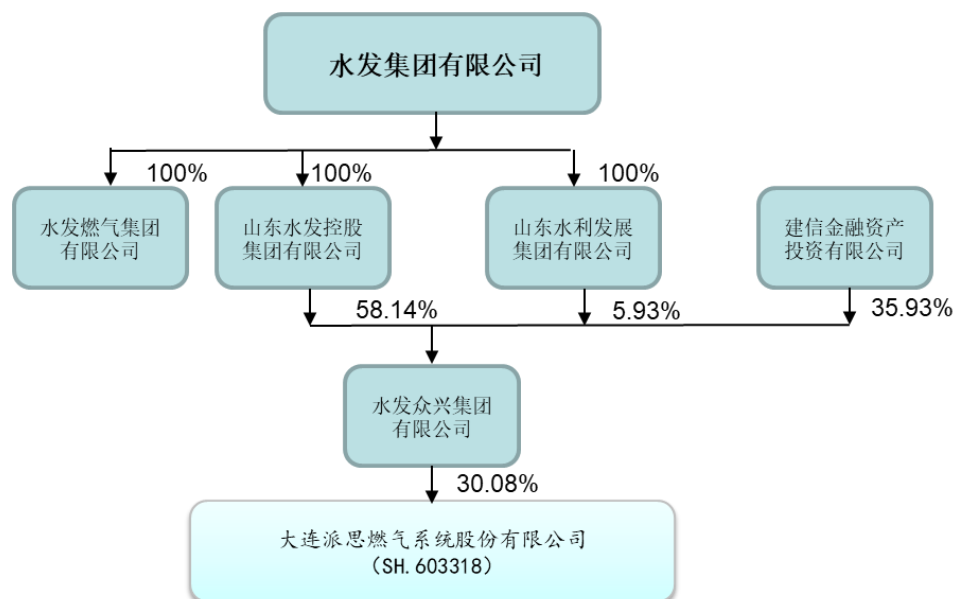 水发集团有限公司
100%
100%
100%
水发燃气集团
有限公司
山东水发控股
集团有限公司
山东水利发展
集团有限公司
建信金融资产
投资有限公司
58.14%
5.93%
35.93%
水发众兴集团
有限公司
30.08%
大连派思燃气系统股份有限公司
（SH.603318）